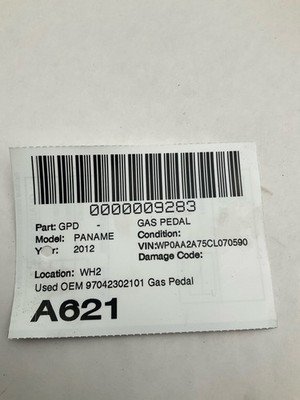 0000009283
Part: GPD - GAS PEDAL
Model: PANAME Condition:
Year: 2012 VIN:WP0AA2A75CL070590
Damage Code:
Location: WH2
Used OEM 97042302101 Gas Pedal
A621